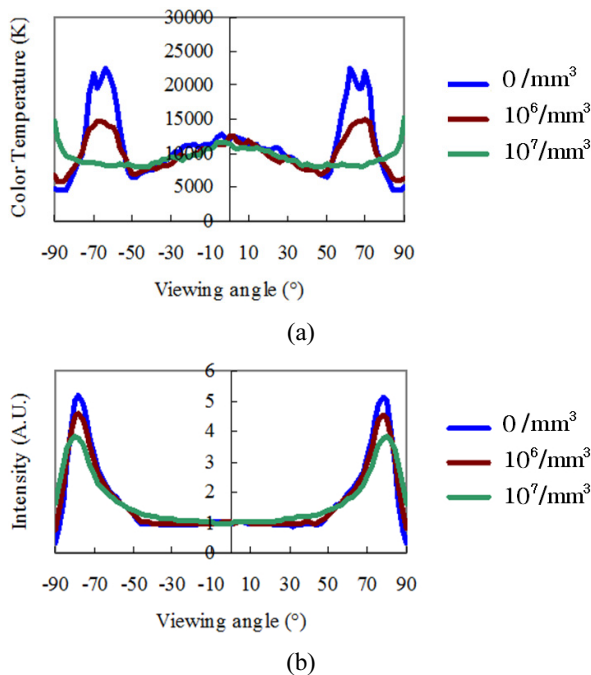 Color Temperature (K)
30000
25000
20000
15000
10000
5000
0
-90 -70 -50 -30 -10 10 30 50 70 90
Viewing angle (°)
0 /mm³
10⁶/mm³
10⁷/mm³
(a)
Intensity (A.U.)
6
5
4
3
2
1
0
-90 -70 -50 -30 -10 10 30 50 70 90
Viewing angle (°)
0 /mm³
10⁶/mm³
10⁷/mm³
(b)